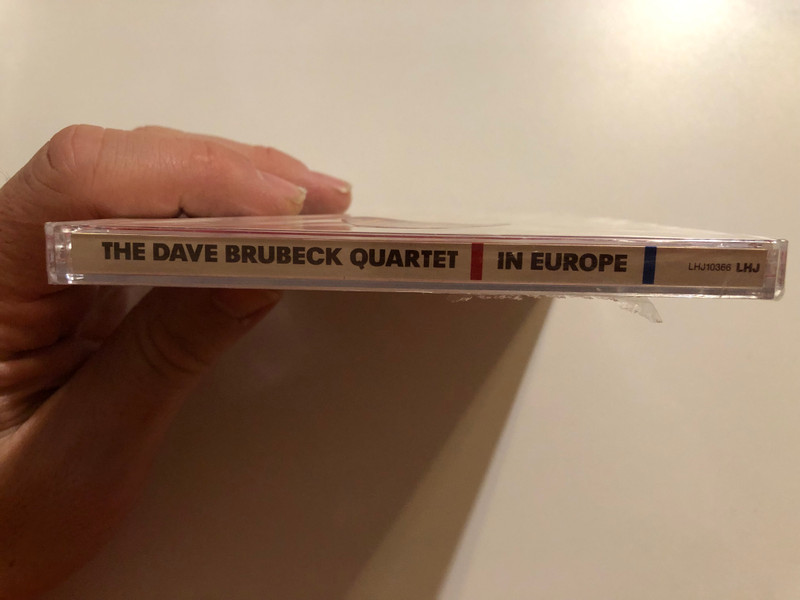 THE DAVE BRUBECK QUARTET IN EUROPE LHJ10366 LHJ